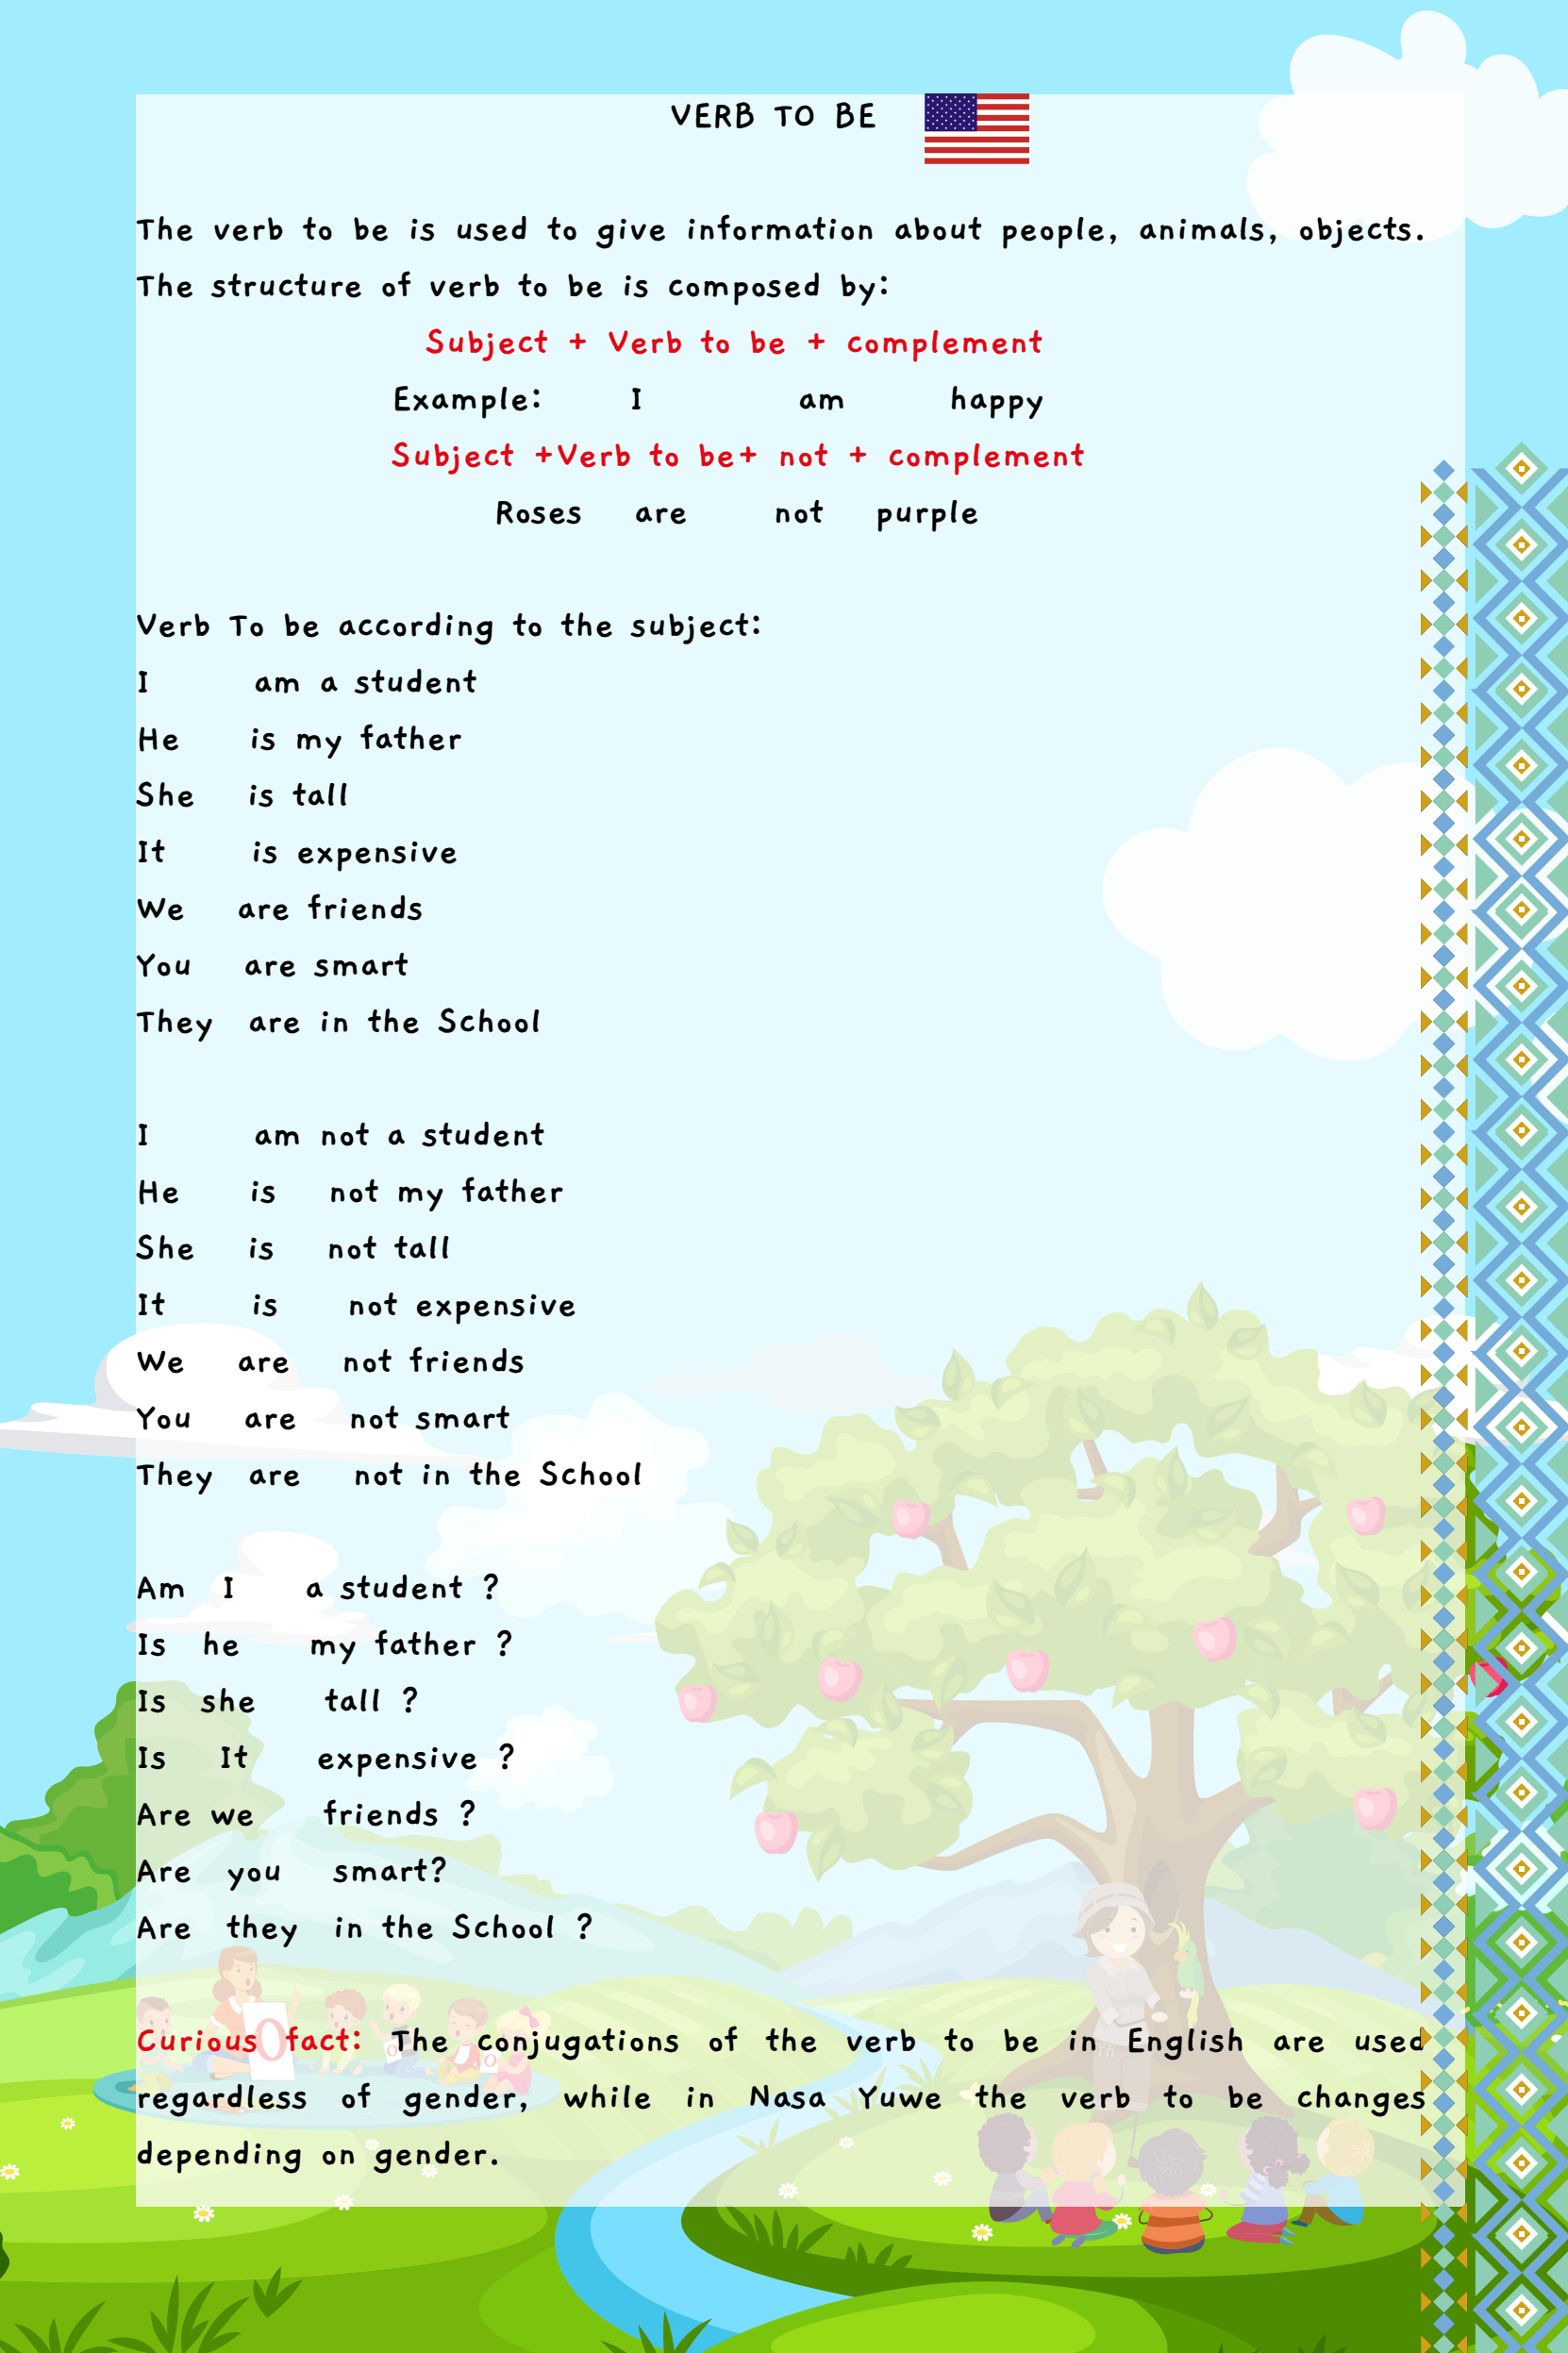 VERB TO BE
The verb to be is used to give information about people, animals, objects.
The structure of verb to be is composed by:
Subject + Verb to be + complement
Example: I am happy
Subject +Verb to be+ not + complement
Roses are not purple
Verb To be according to the subject:
I am a student
He is my father
She is tall
It is expensive
We are friends
You are smart
They are in the School
I am not a student
He is not my father
She is not tall
It is not expensive
We are not friends
You are not smart
They are not in the School
Am I a student ?
Is he my father ?
Is she tall ?
Is It expensive ?
Are we friends ?
Are you smart?
Are they in the School ?
Curious fact: The conjugations of the verb to be in English are used
regardless of gender, while in Nasa Yuwe the verb to be changes
depending on gender.